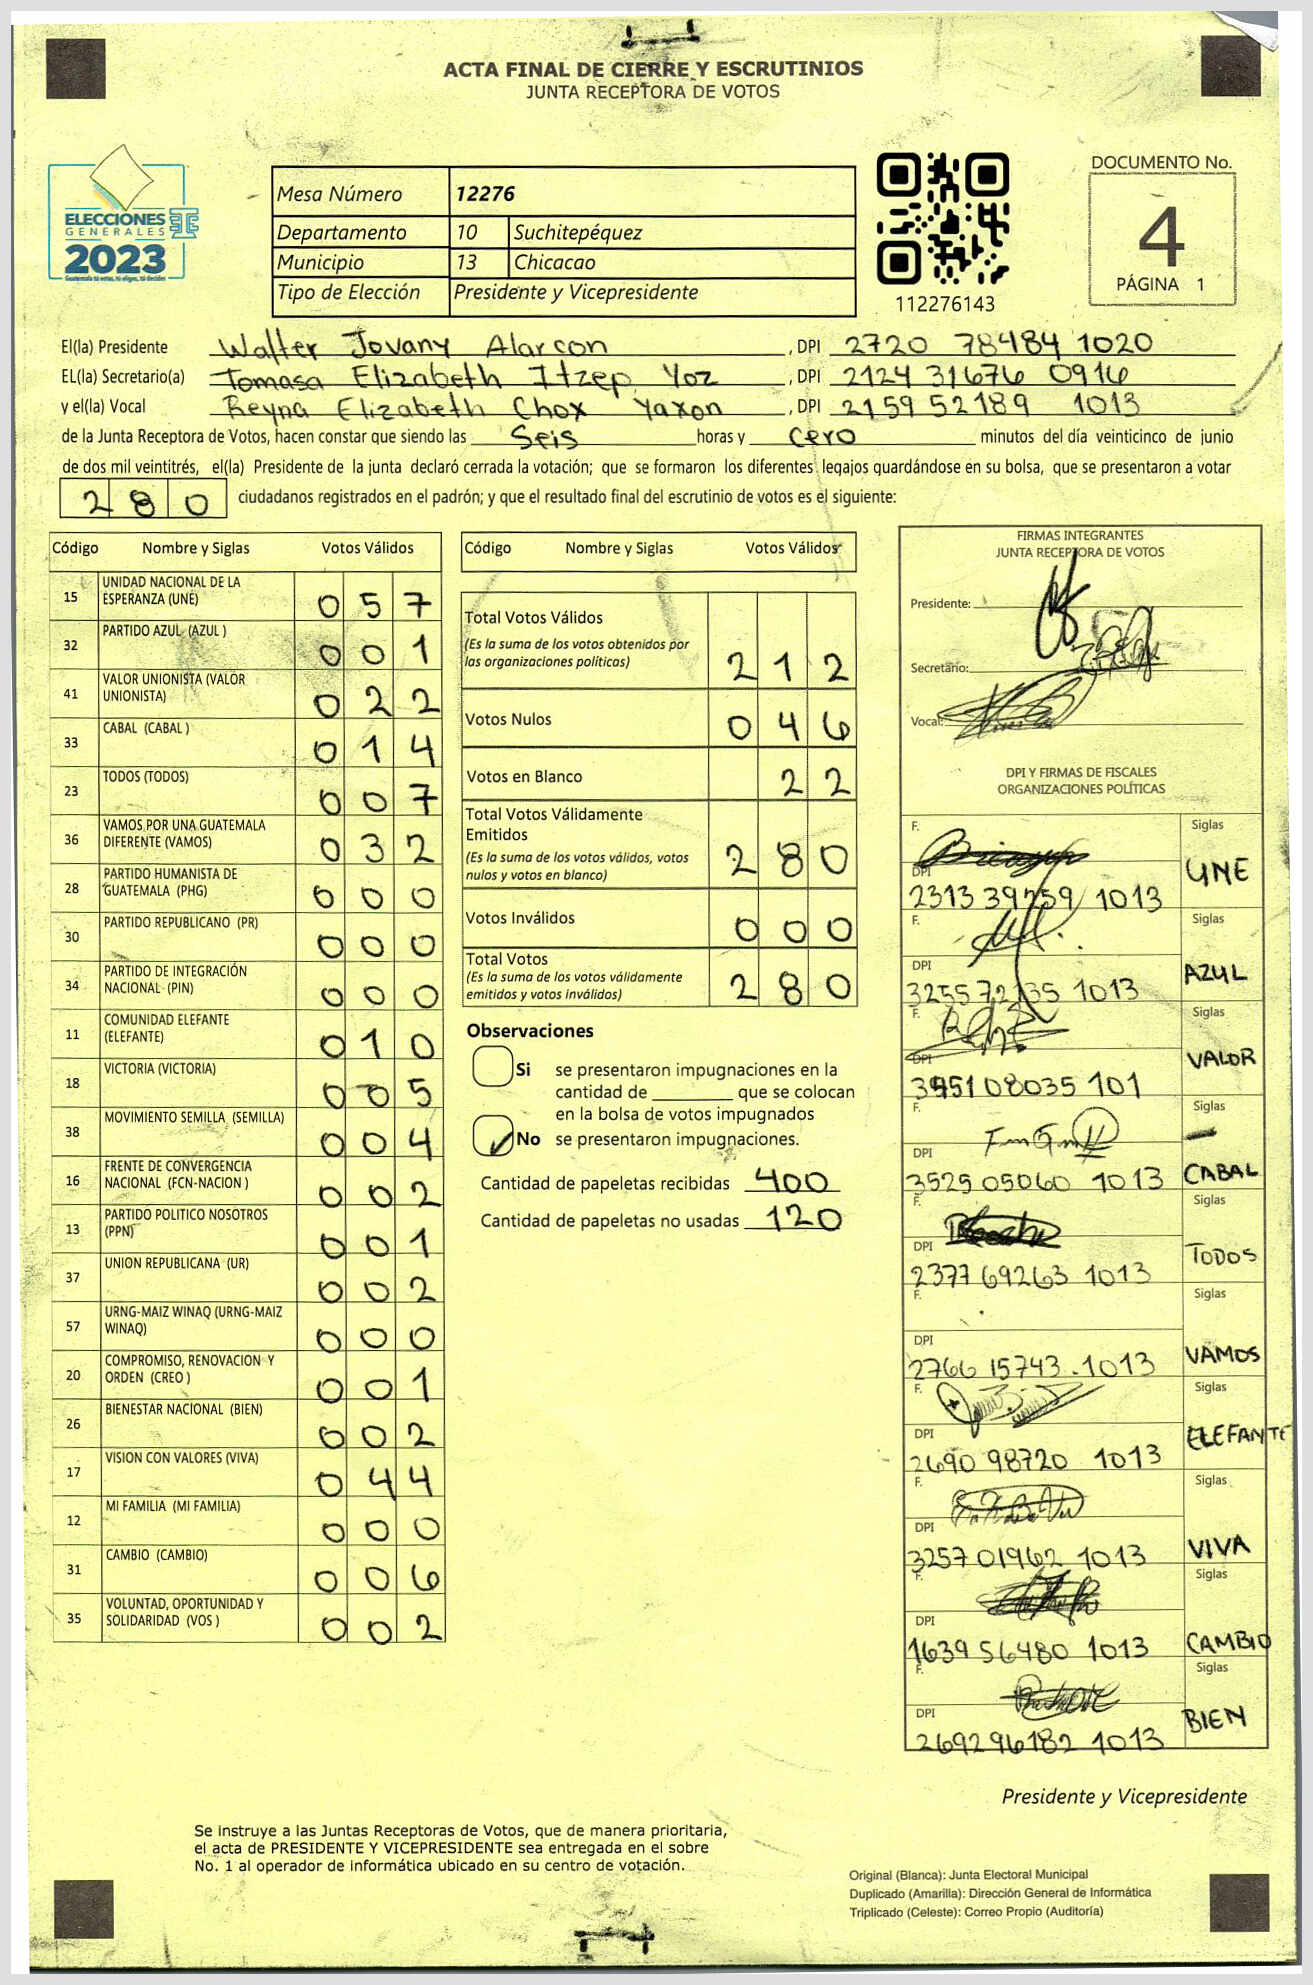 ACTA FINAL DE CIERRE Y ESCRUTINIOS
JUNTA RECEPTORA DE VOTOS
ELECCIONES
GENERALES
2023
Mesa Número 12276
Departamento 10 Suchitepéquez
Municipio 13 Chicacao
Tipo de Elección Presidente y Vicepresidente
112276143
DOCUMENTO No.
4
PÁGINA 1
El(la) Presidente Walter Jovany Alarcon , DPI 2720 78484 1020
EL(la) Secretario(a) Tomasa Elizabeth Itzep Yoz , DPI 2124 31676 0916
y el(la) Vocal Reyna Elizabeth Chox Yaxon , DPI 2159 52189 1013
de la Junta Receptora de Votos, hacen constar que siendo las Seis horas y cero minutos del día veinticinco de junio
de dos mil veintitrés, el(la) Presidente de la junta declaró cerrada la votación; que se formaron los diferentes legajos guardándose en su bolsa, que se presentaron a votar
280 ciudadanos registrados en el padrón; y que el resultado final del escrutinio de votos es el siguiente:
Código Nombre y Siglas Votos Válidos
15 UNIDAD NACIONAL DE LA ESPERANZA (UNE) 0 5 7
32 PARTIDO AZUL (AZUL ) 0 0 1
41 VALOR UNIONISTA (VALOR UNIONISTA) 0 2 2
33 CABAL (CABAL ) 0 1 4
23 TODOS (TODOS) 0 0 7
36 VAMOS POR UNA GUATEMALA DIFERENTE (VAMOS) 0 3 2
28 PARTIDO HUMANISTA DE GUATEMALA (PHG) 0 0 0
30 PARTIDO REPUBLICANO (PR) 0 0 0
34 PARTIDO DE INTEGRACIÓN NACIONAL (PIN) 0 0 0
11 COMUNIDAD ELEFANTE (ELEFANTE) 0 1 0
18 VICTORIA (VICTORIA) 0 0 5
38 MOVIMIENTO SEMILLA (SEMILLA) 0 0 4
16 FRENTE DE CONVERGENCIA NACIONAL (FCN-NACION ) 0 0 2
13 PARTIDO POLITICO NOSOTROS (PPN) 0 0 1
37 UNION REPUBLICANA (UR) 0 0 2
57 URNG-MAIZ WINAQ (URNG-MAIZ WINAQ) 0 0 0
20 COMPROMISO, RENOVACION Y ORDEN (CREO ) 0 0 1
26 BIENESTAR NACIONAL (BIEN) 0 0 2
17 VISION CON VALORES (VIVA) 0 4 4
12 MI FAMILIA (MI FAMILIA) 0 0 0
31 CAMBIO (CAMBIO) 0 0 6
35 VOLUNTAD, OPORTUNIDAD Y SOLIDARIDAD (VOS ) 0 0 2
Código Nombre y Siglas Votos Válidos
Total Votos Válidos
(Es la suma de los votos obtenidos por
las organizaciones políticas) 2 1 2
Votos Nulos 0 4 6
Votos en Blanco 2 2
Total Votos Válidamente
Emitidos
(Es la suma de los votos válidos, votos
nulos y votos en blanco) 2 8 0
Votos Inválidos 0 0 0
Total Votos
(Es la suma de los votos válidamente
emitidos y votos inválidos) 2 8 0
Observaciones
Si se presentaron impugnaciones en la
cantidad de ________ que se colocan
en la bolsa de votos impugnados
No se presentaron impugnaciones.
Cantidad de papeletas recibidas 400
Cantidad de papeletas no usadas 120
FIRMAS INTEGRANTES
JUNTA RECEPTORA DE VOTOS
Presidente:
Secretario:
Vocal:
DPI Y FIRMAS DE FISCALES
ORGANIZACIONES POLÍTICAS
F. Siglas
DPI 2313 39759 1013 UNE
F. Siglas
DPI 1013 AZUL
F. Siglas
DPI VALOR
F. Siglas
DPI 3525 05060 1013 CABAL
F. Siglas
DPI 2377 69263 1013 TODOS
F. Siglas
DPI 2766 15743 . 1013 VAMOS
F. Siglas
DPI 2690 98720 1013 ELEFANTE
F. Siglas
DPI 3257 01962 1013 VIVA
F. Siglas
DPI 1639 56480 1013 CAMBIO
F. Siglas
DPI 2692 96182 1013 BIEN
Presidente y Vicepresidente
Se instruye a las Juntas Receptoras de Votos, que de manera prioritaria,
el acta de PRESIDENTE Y VICEPRESIDENTE sea entregada en el sobre
No. 1 al operador de informática ubicado en su centro de votación.
Original (Blanca): Junta Electoral Municipal
Duplicado (Amarilla): Dirección General de Informática
Triplicado (Celeste): Correo Propio (Auditoría)